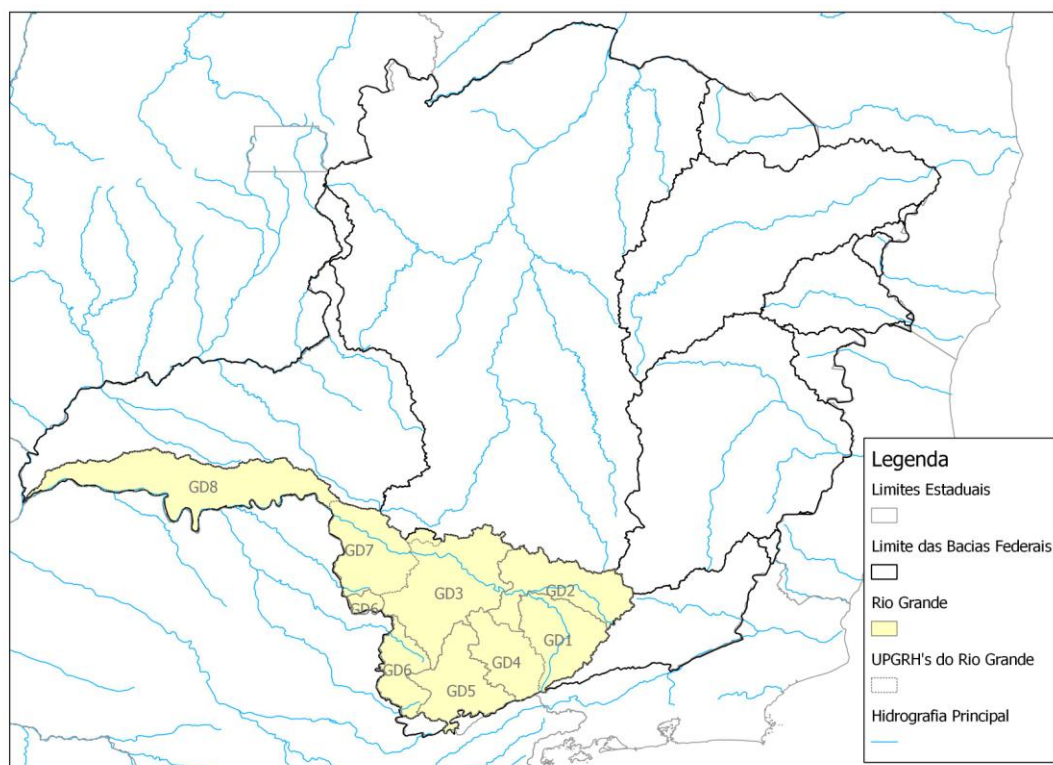 GD8
GD7
GD3
GD2
GD6
GD1
GD4
GD6
GD5
Legenda
Limites Estaduais
Limite das Bacias Federais
Rio Grande
UPGRH's do Rio Grande
Hidrografia Principal